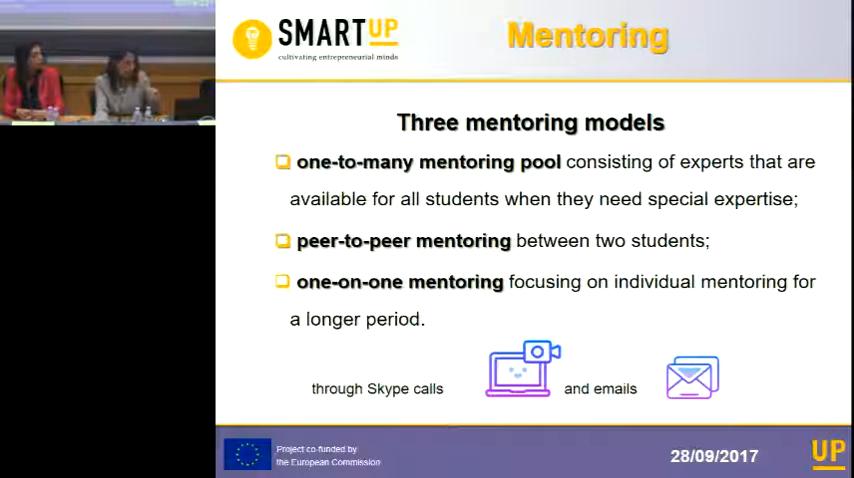 SMARTUP
cultivating entrepreneurial minds
Mentoring
Three mentoring models
one-to-many mentoring pool consisting of experts that are
available for all students when they need special expertise;
peer-to-peer mentoring between two students;
one-on-one mentoring focusing on individual mentoring for
a longer period.
through Skype calls
and emails
Project co-funded by
the European Commission
28/09/2017
UP